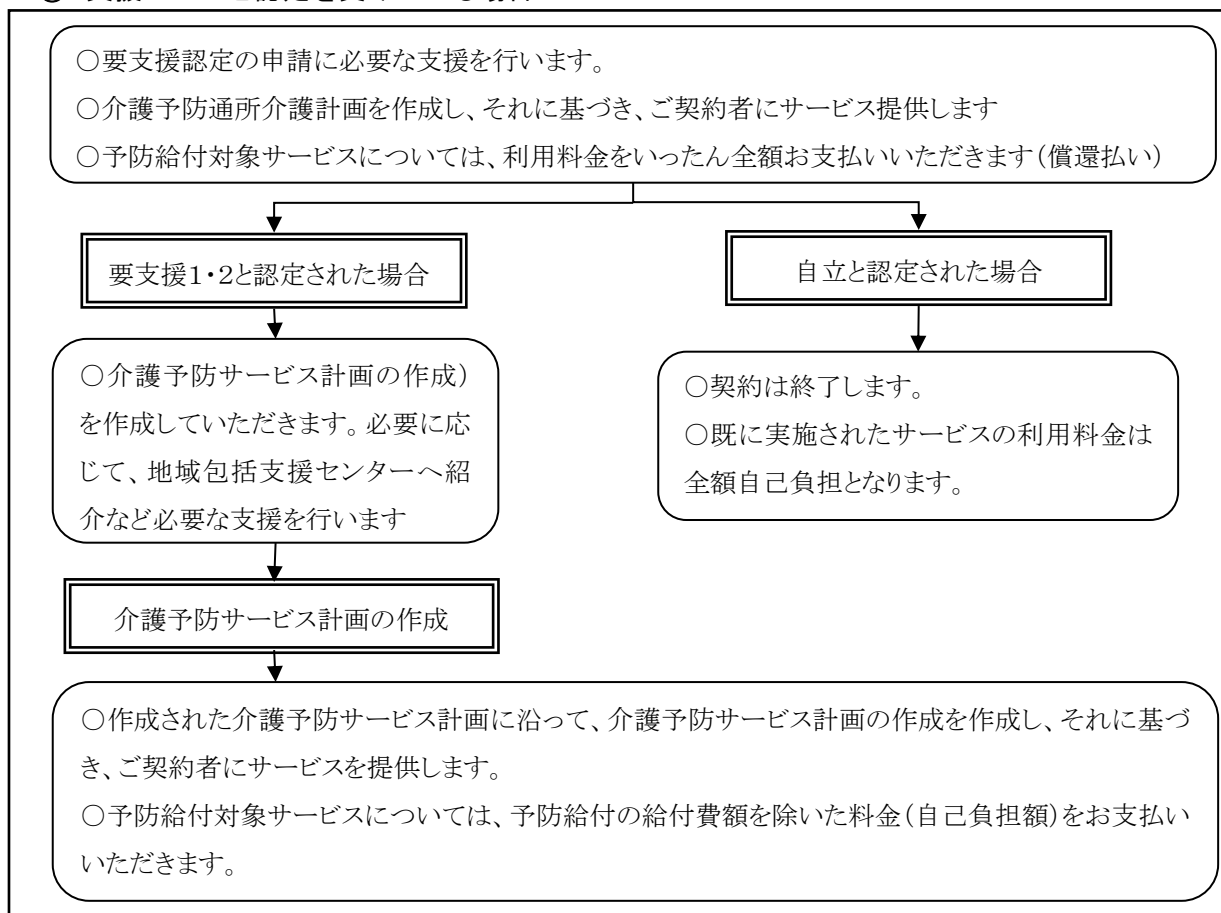 ○要支援認定の申請に必要な支援を行います。
○介護予防通所介護計画を作成し、それに基づき、ご契約者にサービス提供します
○予防給付対象サービスについては、利用料金をいったん全額お支払いいただきます(償還払い)
要支援1・2と認定された場合
自立と認定された場合
○介護予防サービス計画の作成)
を作成していただきます。必要に応
じて、地域包括支援センターへ紹
介など必要な支援を行います
○契約は終了します。
○既に実施されたサービスの利用料金は
全額自己負担となります。
介護予防サービス計画の作成
○作成された介護予防サービス計画に沿って、介護予防サービス計画の作成を作成し、それに基づ
き、ご契約者にサービスを提供します。
○予防給付対象サービスについては、予防給付の給付費額を除いた料金(自己負担額)をお支払い
いただきます。